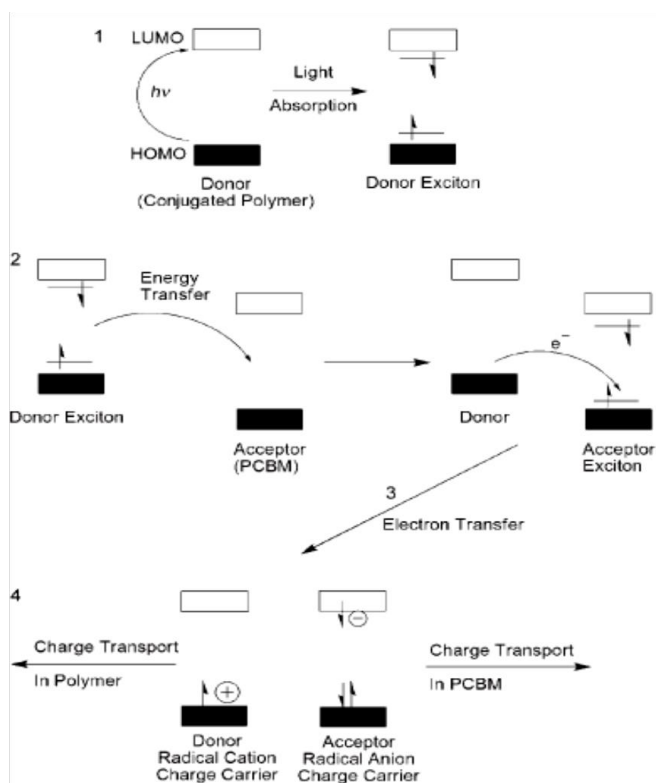 1
LUMO
hν
HOMO
Donor
(Conjugated Polymer)
Light
Absorption
Donor Exciton
2
Energy
Transfer
Donor Exciton
Acceptor
(PCBM)
e⁻
Donor
Acceptor
Exciton
3
Electron Transfer
4
Charge Transport
In Polymer
+
−
Charge Transport
In PCBM
Donor
Radical Cation
Charge Carrier
Acceptor
Radical Anion
Charge Carrier